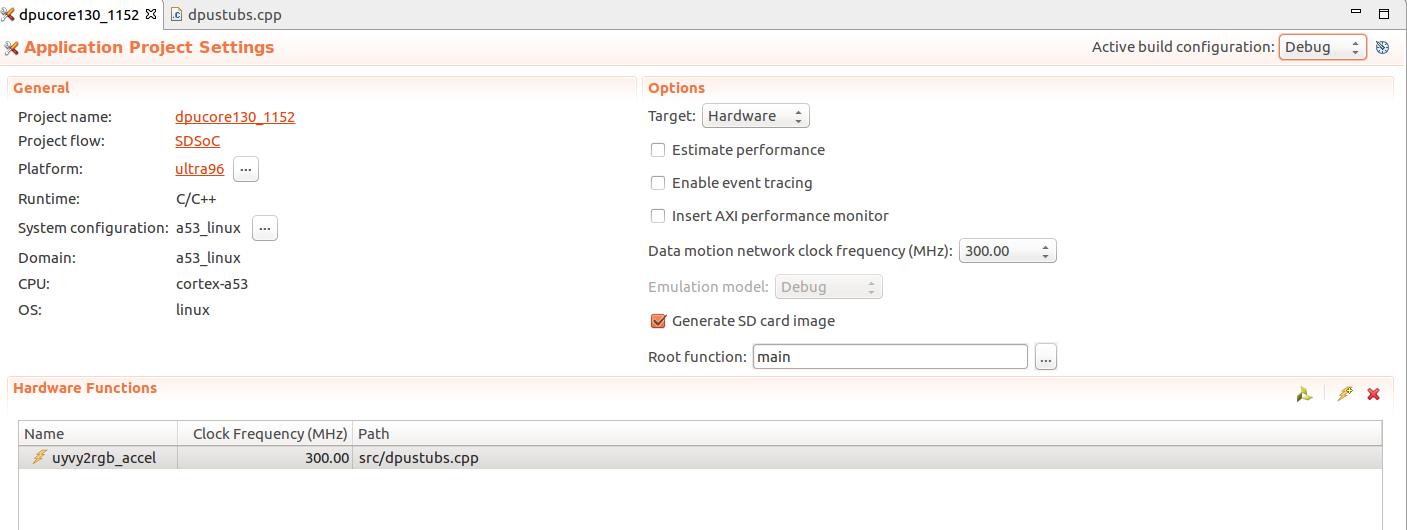 dpucore130_1152 dpustubs.cpp
Application Project Settings Active build configuration: Debug
General
Project name: dpucore130_1152
Project flow: SDSoC
Platform: ultra96 ...
Runtime: C/C++
System configuration: a53_linux ...
Domain: a53_linux
CPU: cortex-a53
OS: linux
Options
Target: Hardware
Estimate performance
Enable event tracing
Insert AXI performance monitor
Data motion network clock frequency (MHz): 300.00
Emulation model: Debug
Generate SD card image
Root function: main ...
Hardware Functions
Name Clock Frequency (MHz) Path
uyvy2rgb_accel 300.00 src/dpustubs.cpp